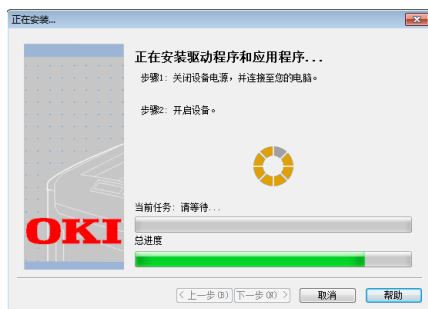 正在安装...
正在安装驱动程序和应用程序...
步骤1: 关闭设备电源，并连接至您的电脑。
步骤2: 开启设备。
当前任务: 请等待...
OKI
总进度
< 上一步(B) 下一步(N) > 取消 帮助